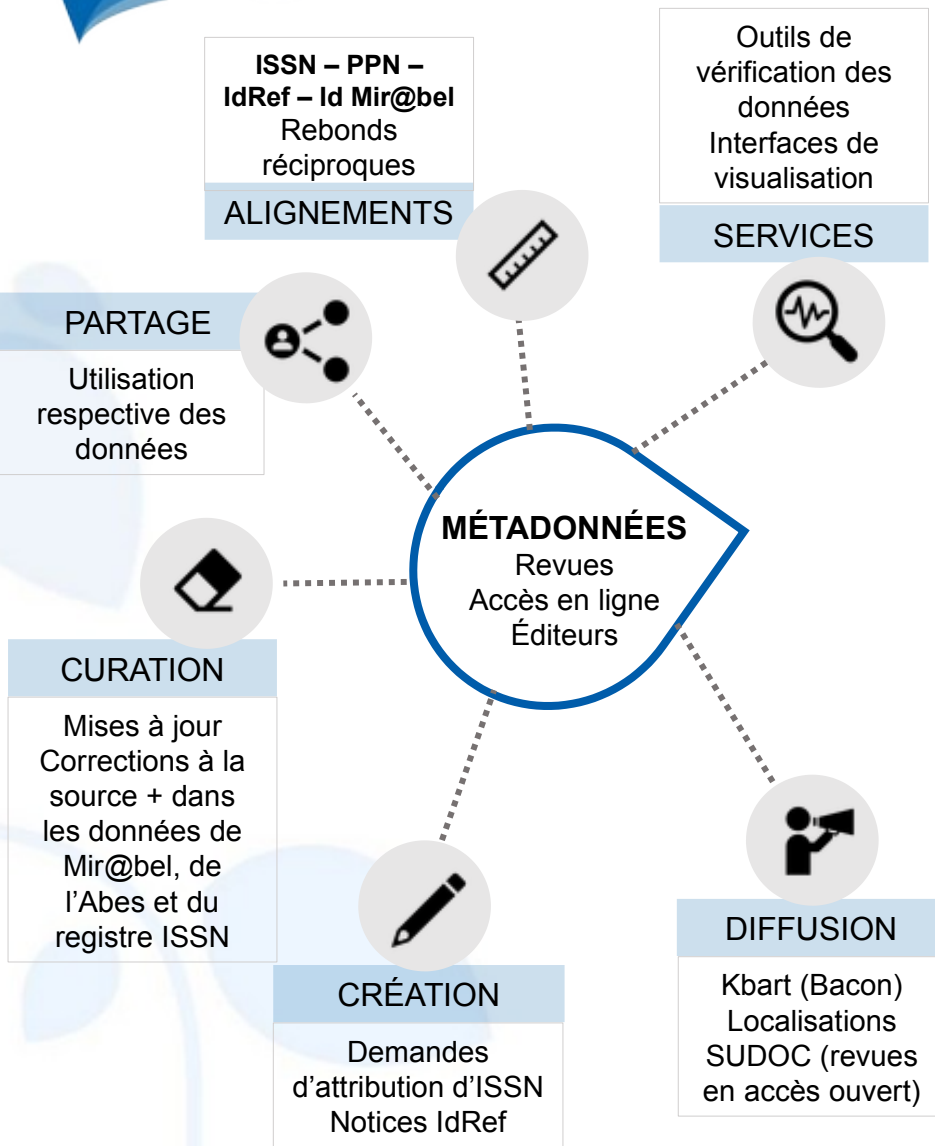 ISSN – PPN –
IdRef – Id Mir@bel
Rebonds
réciproques
ALIGNEMENTS
Outils de
vérification des
données
Interfaces de
visualisation
SERVICES
PARTAGE
Utilisation
respective des
données
MÉTADONNÉES
Revues
Accès en ligne
Éditeurs
CURATION
Mises à jour
Corrections à la
source + dans
les données de
Mir@bel, de
l’Abes et du
registre ISSN
CRÉATION
Demandes
d’attribution d’ISSN
Notices IdRef
DIFFUSION
Kbart (Bacon)
Localisations
SUDOC (revues
en accès ouvert)